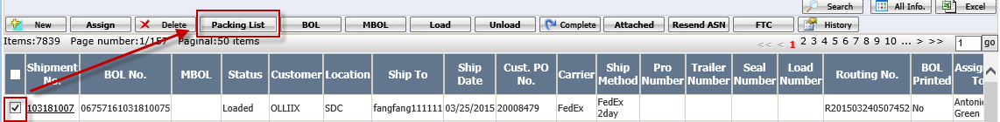 Search All Info. Excel
New Assign Delete Packing List BOL MBOL Load Unload Complete Attached Resend ASN FTC History
Items:7839 Page number:1/157 Paginal:50 items <<< << 1 2 3 4 5 6 7 8 9 10 ... > >> 1 go
Shipment No. BOL No. MBOL Status Customer Location Ship To Ship Date Cust. PO No. Carrier Ship Method Pro Number Trailer Number Seal Number Load Number Routing No. BOL Printed Assig To
103181007 06757161031810075 Loaded OLLIIX SDC fangfang111111 03/25/2015 20008479 FedEx FedEx 2day R201503240507452 No Antonio Green